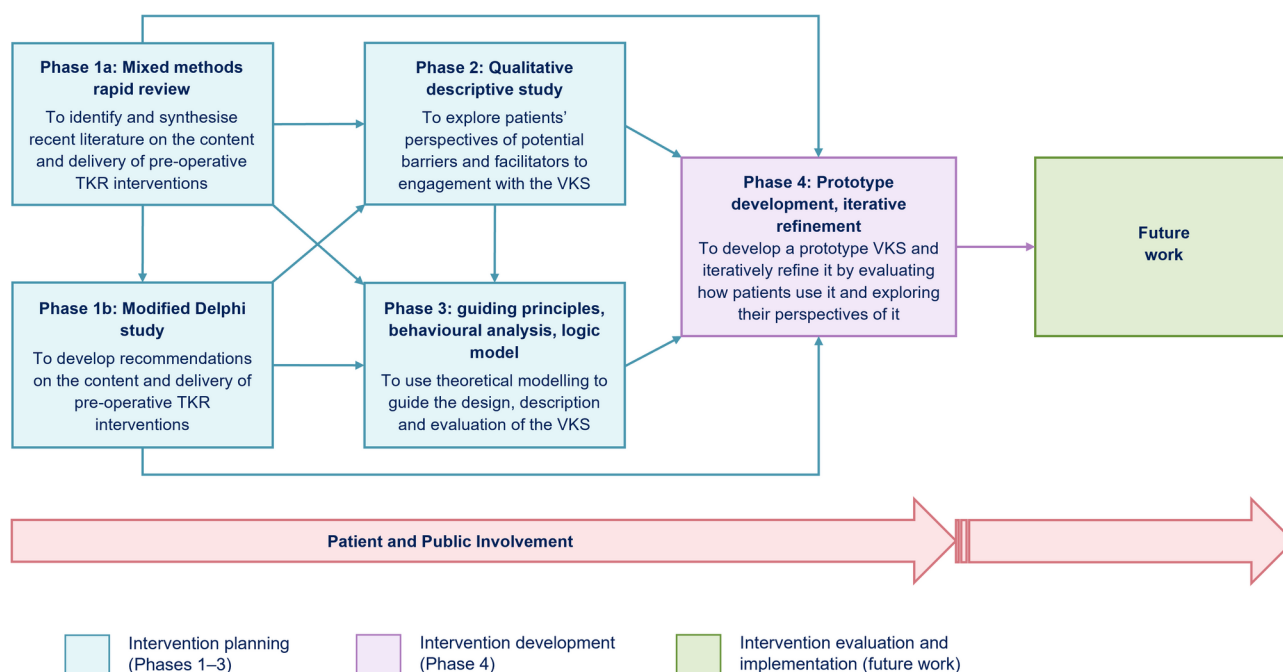 Phase 1a: Mixed methods
rapid review
To identify and synthesise
recent literature on the content
and delivery of pre-operative
TKR interventions
Phase 2: Qualitative
descriptive study
To explore patients’
perspectives of potential
barriers and facilitators to
engagement with the VKS
Phase 1b: Modified Delphi
study
To develop recommendations
on the content and delivery of
pre-operative TKR
interventions
Phase 3: guiding principles,
behavioural analysis, logic
model
To use theoretical modelling to
guide the design, description
and evaluation of the VKS
Phase 4: Prototype
development, iterative
refinement
To develop a prototype VKS and
iteratively refine it by evaluating
how patients use it and exploring
their perspectives of it
Future
work
Patient and Public Involvement
Intervention planning
(Phases 1–3)
Intervention development
(Phase 4)
Intervention evaluation and
implementation (future work)